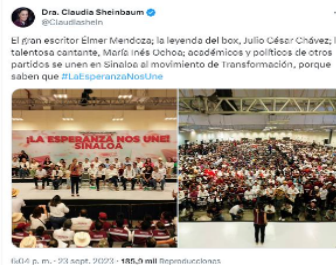 Dra. Claudia Sheinbaum
@Claudiashein
El gran escritor Élmer Mendoza; la leyenda del box, Julio César Chávez; l
talentosa cantante, María Inés Ochoa; académicos y políticos de otros
partidos se unen en Sinaloa al movimiento de Transformación, porque
saben que #LaEsperanzaNosUne
¡LA ESPERANZA NOS UNE!
SINALOA
6:04 p. m. · 23 sept. 2023 · 185,9 mil Reproducciones